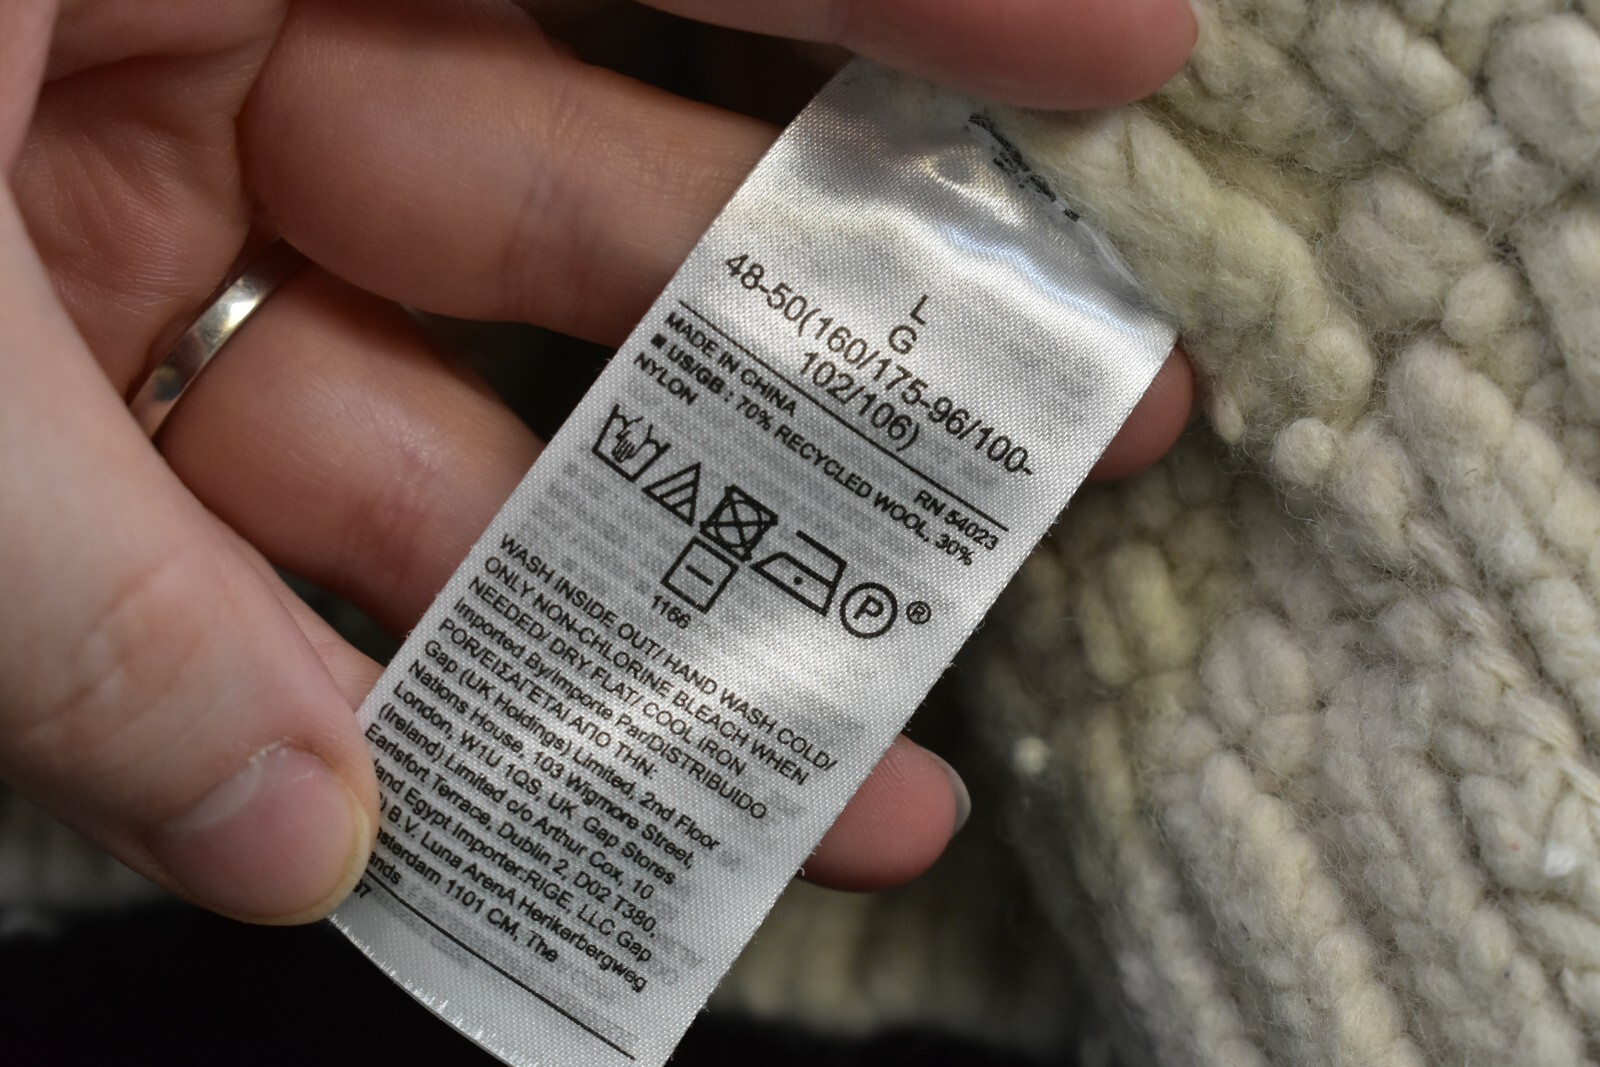 L
G
48-50(160/175-96/100-
102/106)
MADE IN CHINA RN 54023
■ US/GB : 70% RECYCLED WOOL, 30%
NYLON
P ®
1166
WASH INSIDE OUT/ HAND WASH COLD/
ONLY NON-CHLORINE BLEACH WHEN
NEEDED/ DRY FLAT/ COOL IRON
Imported By/Importe Par/DISTRIBUIDO
POR/ΕΙΣΑΓΕΤΑΙ ΑΠΟ ΤΗΝ:
Gap (UK Holdings) Limited, 2nd Floor
Nations House, 103 Wigmore Street,
London, W1U 1QS, UK. Gap Stores
(Ireland) Limited c/o Arthur Cox, 10
Earlsfort Terrace, Dublin 2, D02 T380,
and Egypt Importer:RIGE, LLC Gap
B.V. Luna ArenA Herikerbergweg
1101 CM, The